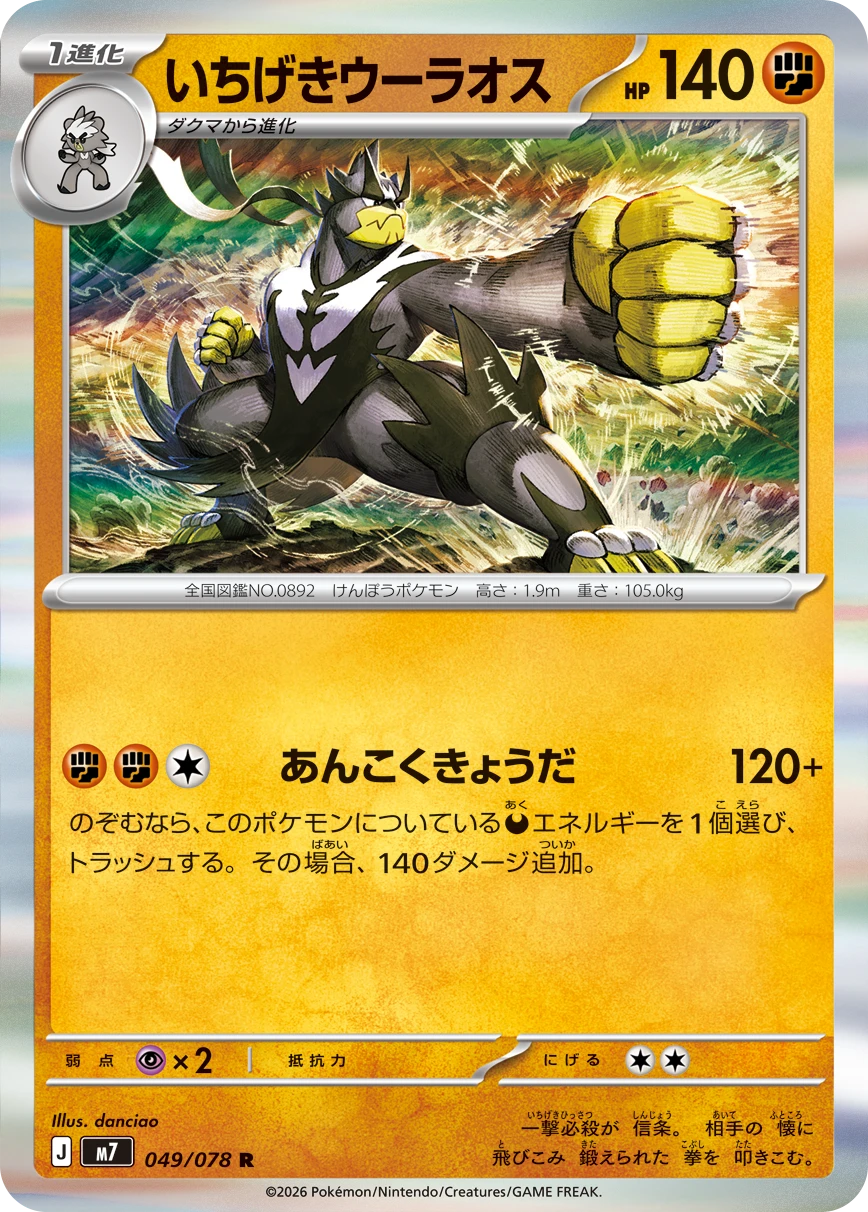 1進化
いちげきウーラオス
HP 140
ダクマから進化
全国図鑑NO.0892 けんぽうポケモン 高さ:1.9m 重さ:105.0kg
あんこくきょうだ 120+
のぞむなら、このポケモンについているエネルギーを1個選び、
トラッシュする。その場合、140ダメージ追加。
弱点 ×2 抵抗力 にげる
Illus. danciao
一撃必殺が 信条。 相手の 懐に
飛びこみ 鍛えられた 拳を 叩きこむ。
J m7 049/078 R
©2026 Pokémon/Nintendo/Creatures/GAME FREAK.